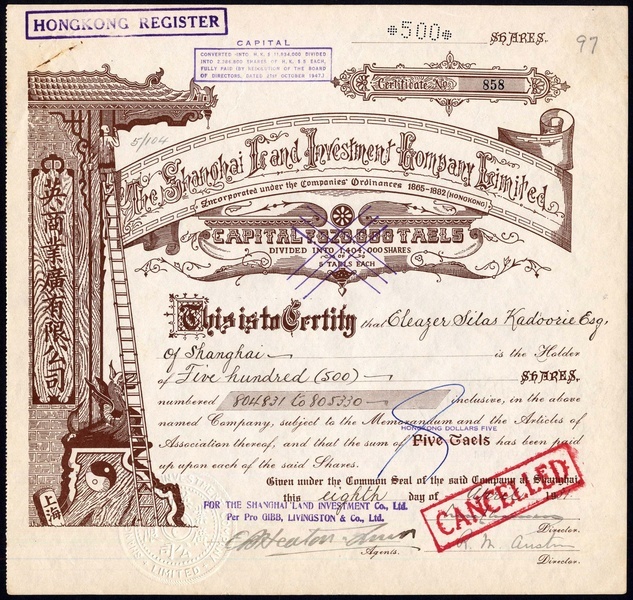 HONGKONG REGISTER
*500* SHARES.
97
CAPITAL
CONVERTED INTO H.K. $
DIVIDED
INTO SHARES OF H.K. $ 5 EACH,
FULLY PAID (BY RESOLUTION OF THE BOARD
OF DIRECTORS, DATED 21ST OCTOBER 1947.)
Certificate No. 858
5/104
The Shanghai Land Investment Company Limited.
Incorporated under the Companies' Ordinances 1865-1882 (HONGKONG)
CAPITAL TAELS
DIVIDED INTO 1,404,000 SHARES
OF
5 TAELS EACH
英商業廣有限公司
上海
This is to Certify that Eleazer Silas Kadoorie Esq,
of Shanghai is the Holder
of Five hundred (500) SHARES.
numbered 804831 to 805330 inclusive, in the above
named Company, subject to the Memorandum and the Articles of
HONGKONG DOLLARS FIVE
Association thereof, and that the sum of Five Taels has been paid
up upon each of the said Shares.
Given under the Common Seal of the said Company at Shanghai
this eighth day of
CANCELLED
FOR THE SHANGHAI LAND INVESTMENT Co., Ltd.
Per Pro GIBB, LIVINGSTON & Co., Ltd.
Director.
Agents.
Director.
LIMITED